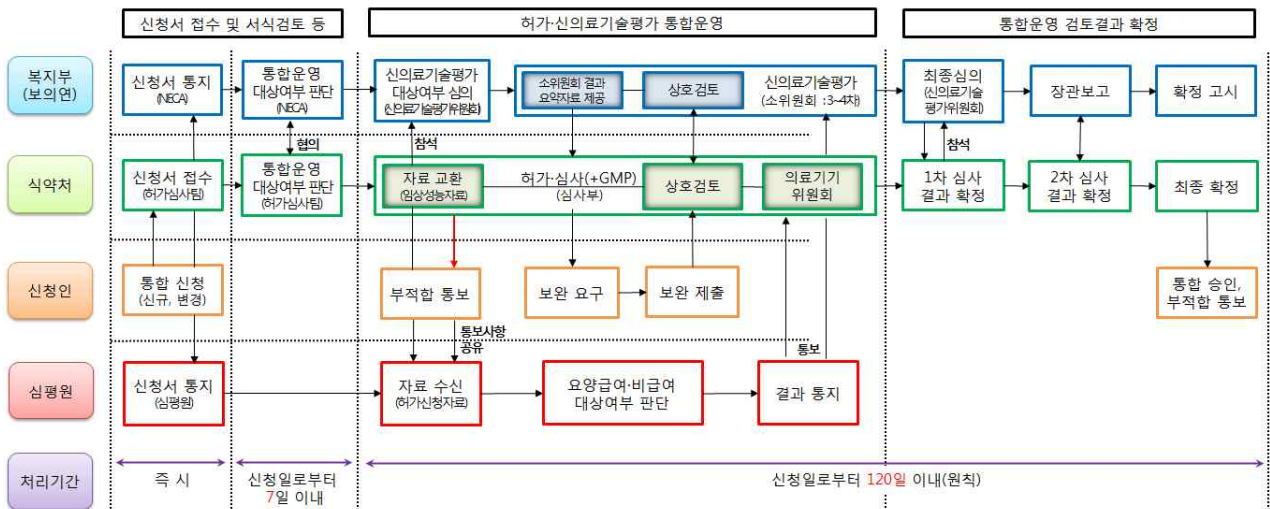 신청서 접수 및 서식검토 등
허가·신의료기술평가 통합운영
통합운영 검토결과 확정
복지부
(보의연)
신청서 통지
(NECA)
통합운영
대상여부 판단
(NECA)
신의료기술평가
대상여부 심의
(신의료기술평가위원회)
소위원회 결과
요약자료 제공
상호검토
신의료기술평가
(소위원회 :3~4차)
최종심의
(신의료기술
평가위원회)
장관보고
확정 고시
협의
참석
참석
식약처
신청서 접수
(허가심사팀)
통합운영
대상여부 판단
(허가심사팀)
자료 교환
(임상성능자료)
허가·심사(+GMP)
(심사부)
상호검토
의료기기
위원회
1차 심사
결과 확정
2차 심사
결과 확정
최종 확정
신청인
통합 신청
(신규, 변경)
부적합 통보
보완 요구
보완 제출
통합 승인,
부적합 통보
통보사항
공유
통보
심평원
신청서 통지
(심평원)
자료 수신
(허가신청자료)
요양급여·비급여
대상여부 판단
결과 통지
처리기간
즉 시
신청일로부터
7일 이내
신청일로부터 120일 이내(원칙)